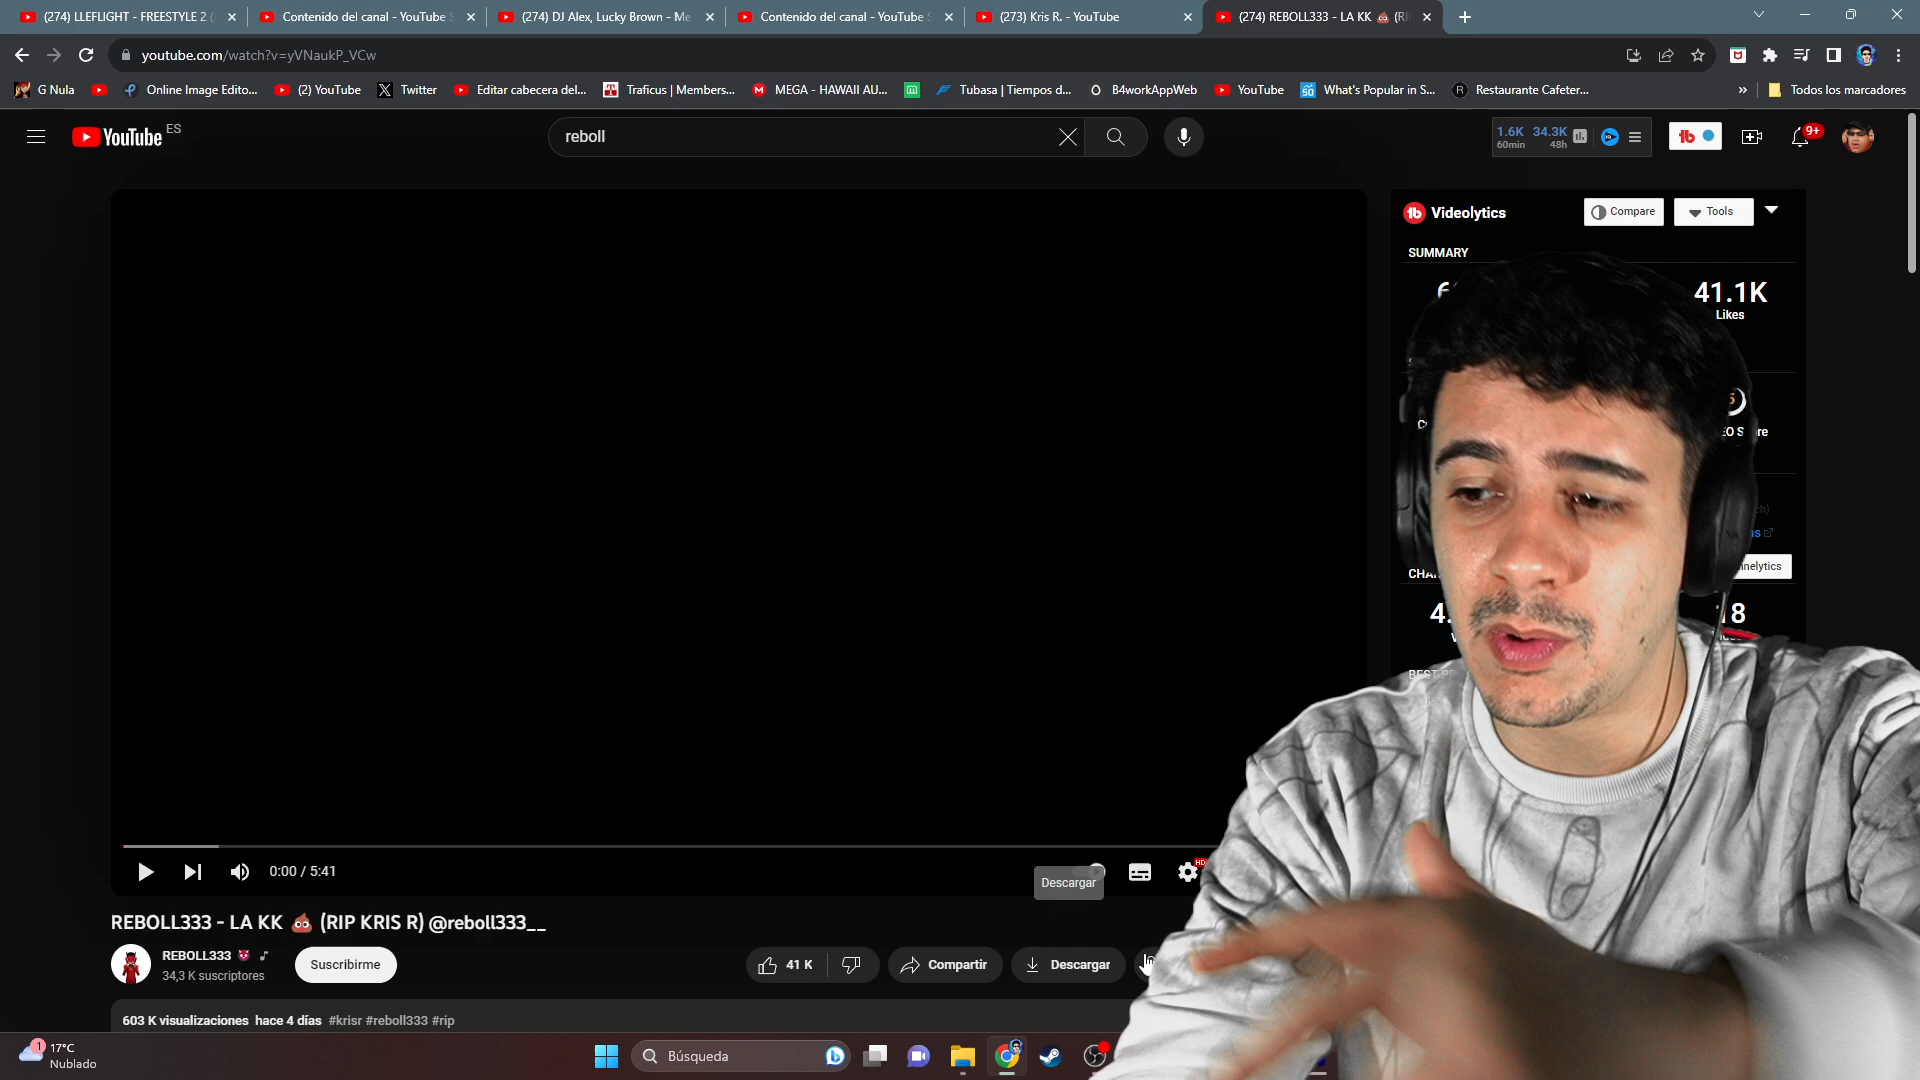 (274) LLEFLIGHT - FREESTYLE 2
Contenido del canal - YouTube S
(274) DJ Alex, Lucky Brown - Me
Contenido del canal - YouTube S
(273) Kris R. - YouTube
(274) REBOLL333 - LA KK 💩 (RI
youtube.com/watch?v=yVNaukP_VCw
G Nula
Online Image Edito...
(2) YouTube
Twitter
Editar cabecera del...
Traficus | Members...
MEGA - HAWAII AU...
Tubasa | Tiempos d...
B4workAppWeb
YouTube
What's Popular in S...
Restaurante Cafeter...
»
Todos los marcadores
YouTube ES
reboll
1.6K 34.3K
60min 48h
9+
Videolytics
Compare
Tools
SUMMARY
41.1K
Likes
CHA
nnelytics
Descargar
0:00 / 5:41
HD
REBOLL333 - LA KK 💩 (RIP KRIS R) @reboll333__
REBOLL333 😈 🎵
34,3 K suscriptores
Suscribirme
41 K
Compartir
Descargar
603 K visualizaciones hace 4 días #krisr #reboll333 #rip
1
17°C
Nublado
Búsqueda